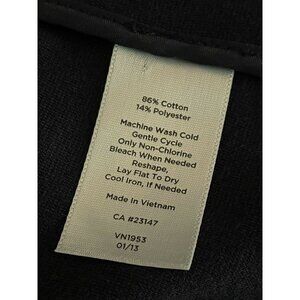 86% Cotton
14% Polyester
Machine Wash Cold
Gentle Cycle
Only Non-Chlorine
Bleach When Needed
Reshape,
Lay Flat To Dry
Cool Iron, If Needed
Made in Vietnam
CA #23147
VN1953
01/13